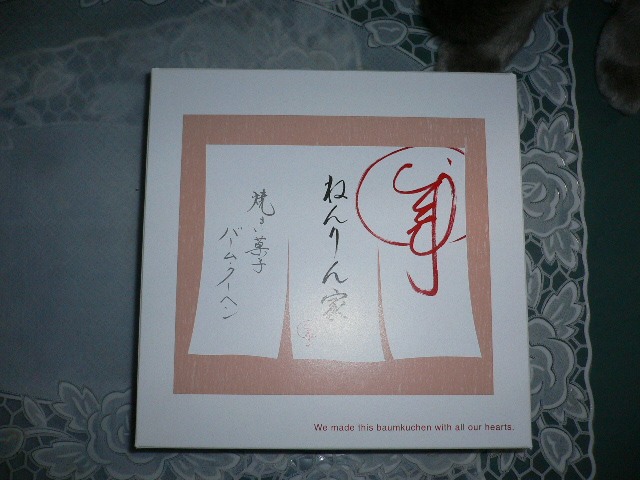 ねんりん家
焼き菓子
バームクーヘン
We made this baumkuchen with all our hearts.